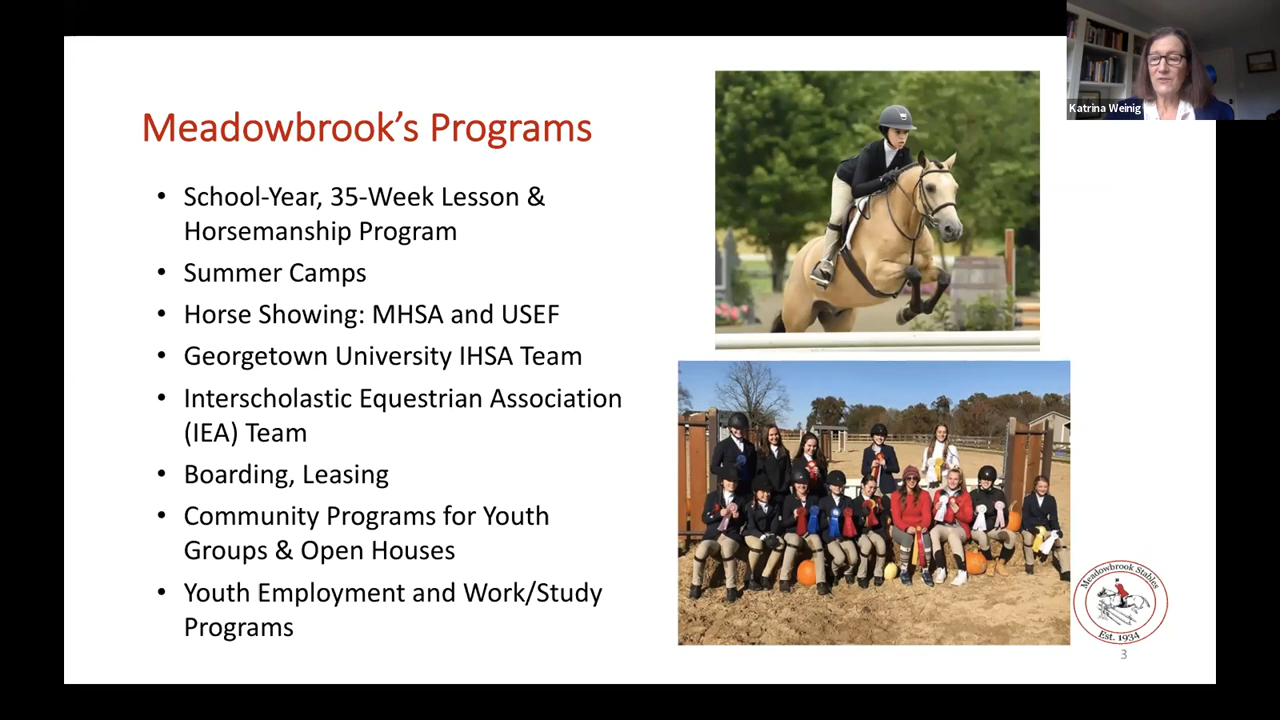 Katrina Weinig
Meadowbrook's Programs
• School-Year, 35-Week Lesson &
Horsemanship Program
• Summer Camps
• Horse Showing: MHSA and USEF
• Georgetown University IHSA Team
• Interscholastic Equestrian Association
(IEA) Team
• Boarding, Leasing
• Community Programs for Youth
Groups & Open Houses
• Youth Employment and Work/Study
Programs
Meadowbrook Stables
Est. 1934
3